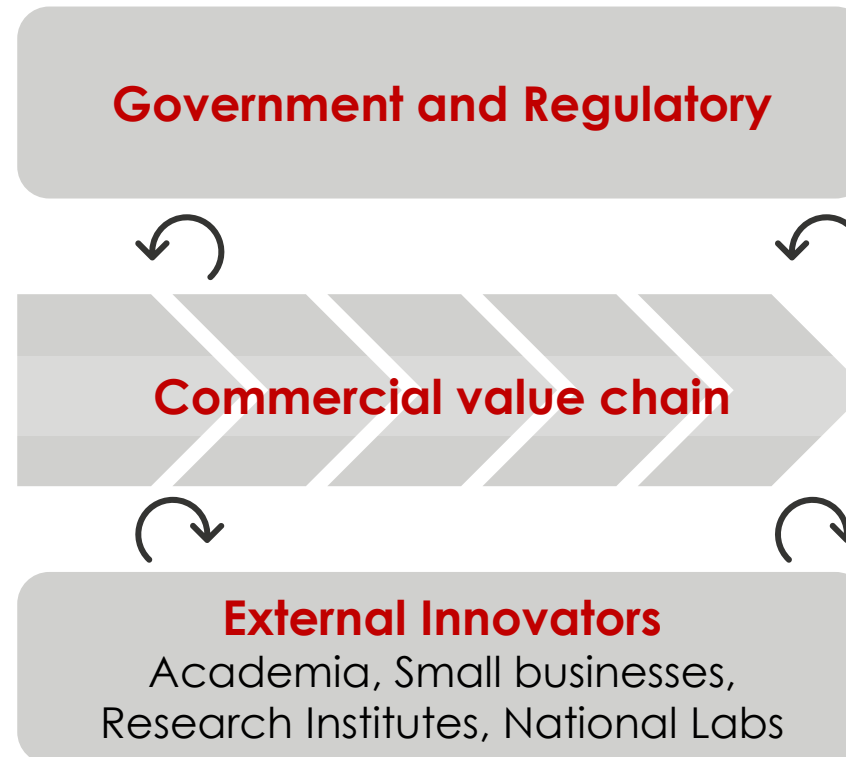 Government and Regulatory
Commercial value chain
External Innovators
Academia, Small businesses,
Research Institutes, National Labs